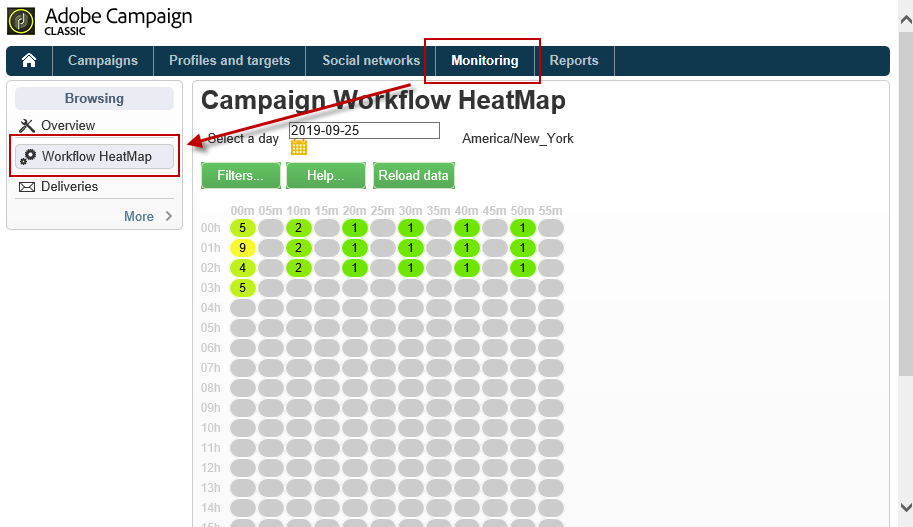 Adobe Campaign
CLASSIC
Campaigns Profiles and targets Social networks Monitoring Reports
Browsing
Overview
Workflow HeatMap
Deliveries
More
Campaign Workflow HeatMap
Select a day 2019-09-25 America/New_York
Filters... Help... Reload data
00m 05m 10m 15m 20m 25m 30m 35m 40m 45m 50m 55m
00h 5 2 1 1 1 1
01h 9 2 1 1 1 1
02h 4 2 1 1 1 1
03h 5
04h
05h
06h
07h
08h
09h
10h
11h
12h
13h
14h
15h